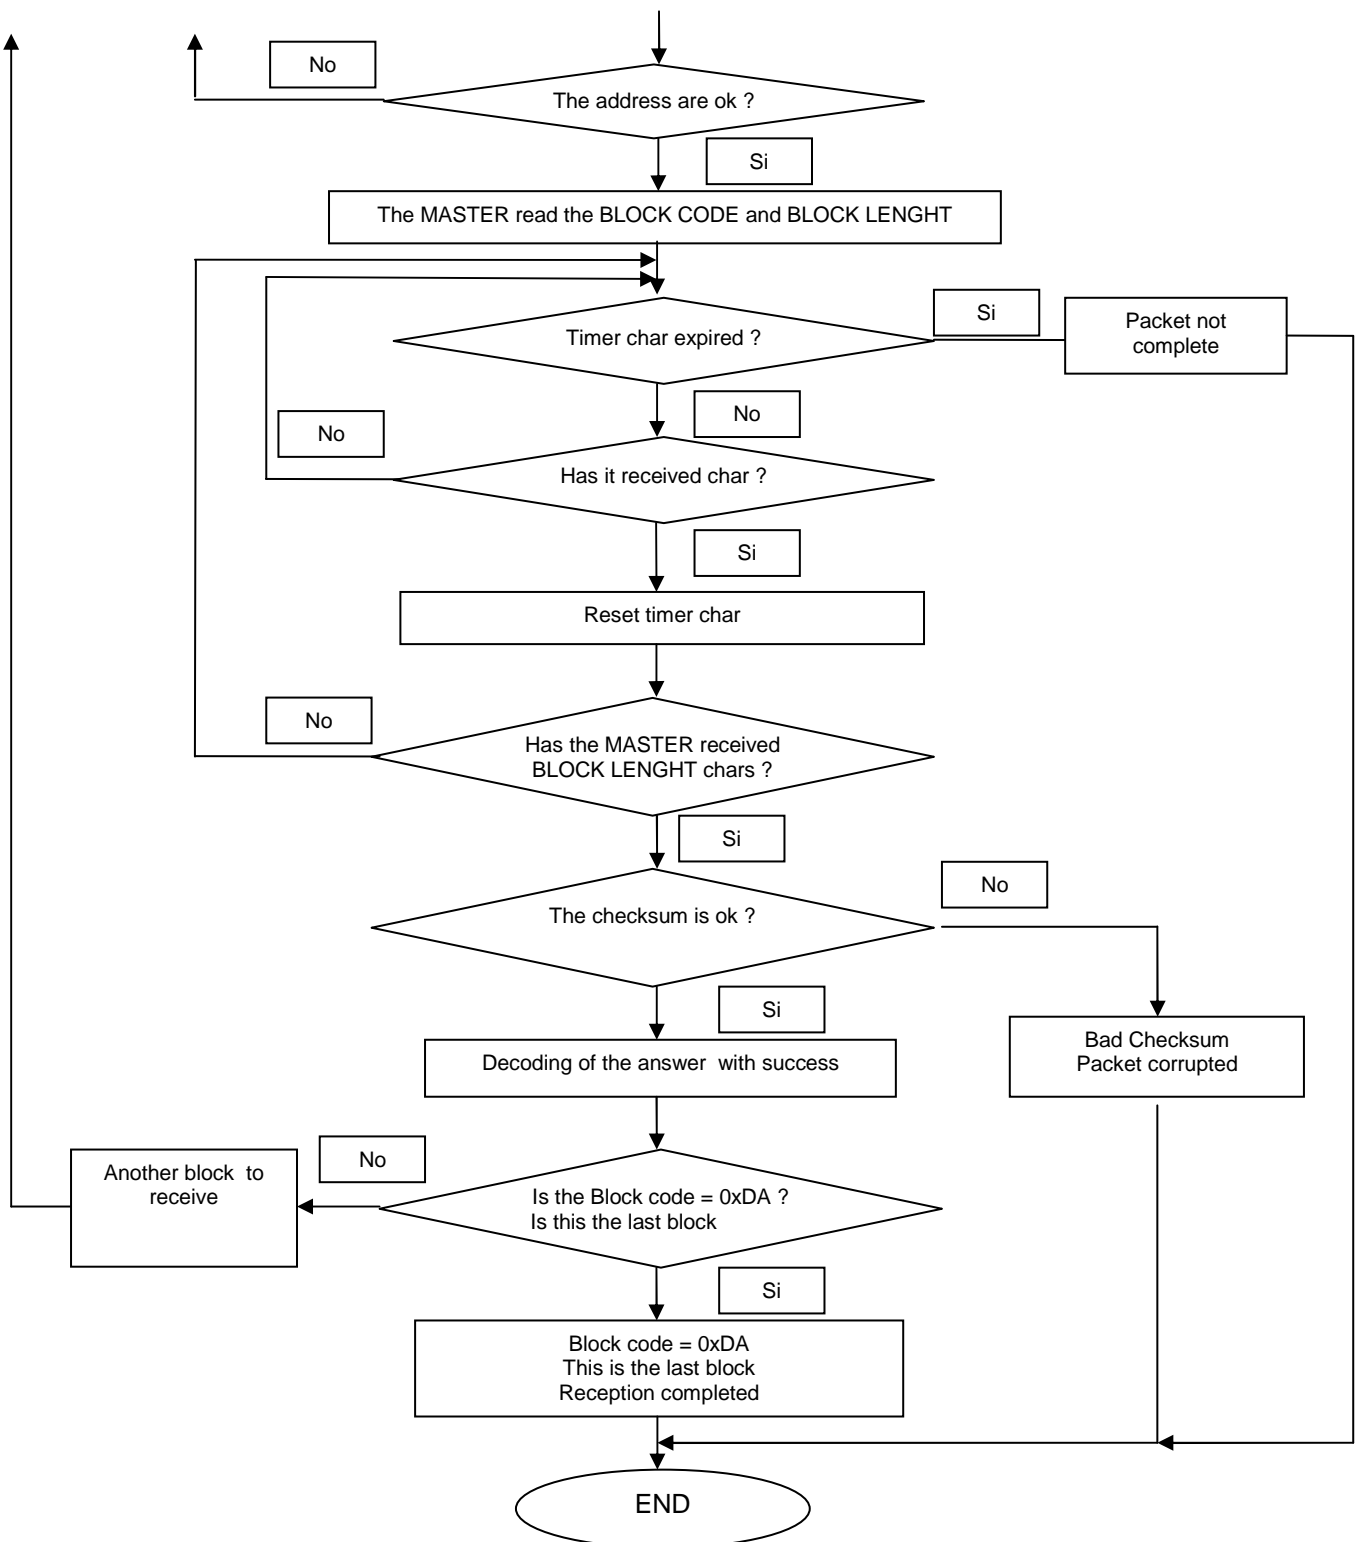 No
The address are ok ?
Si
The MASTER read the BLOCK CODE and BLOCK LENGHT
Si
Packet not
complete
Timer char expired ?
No
No
Has it received char ?
Si
Reset timer char
No
Has the MASTER received
BLOCK LENGHT chars ?
Si
No
The checksum is ok ?
Si
Bad Checksum
Packet corrupted
Decoding of the answer with success
No
Another block to
receive
Is the Block code = 0xDA ?
Is this the last block
Si
Block code = 0xDA
This is the last block
Reception completed
END